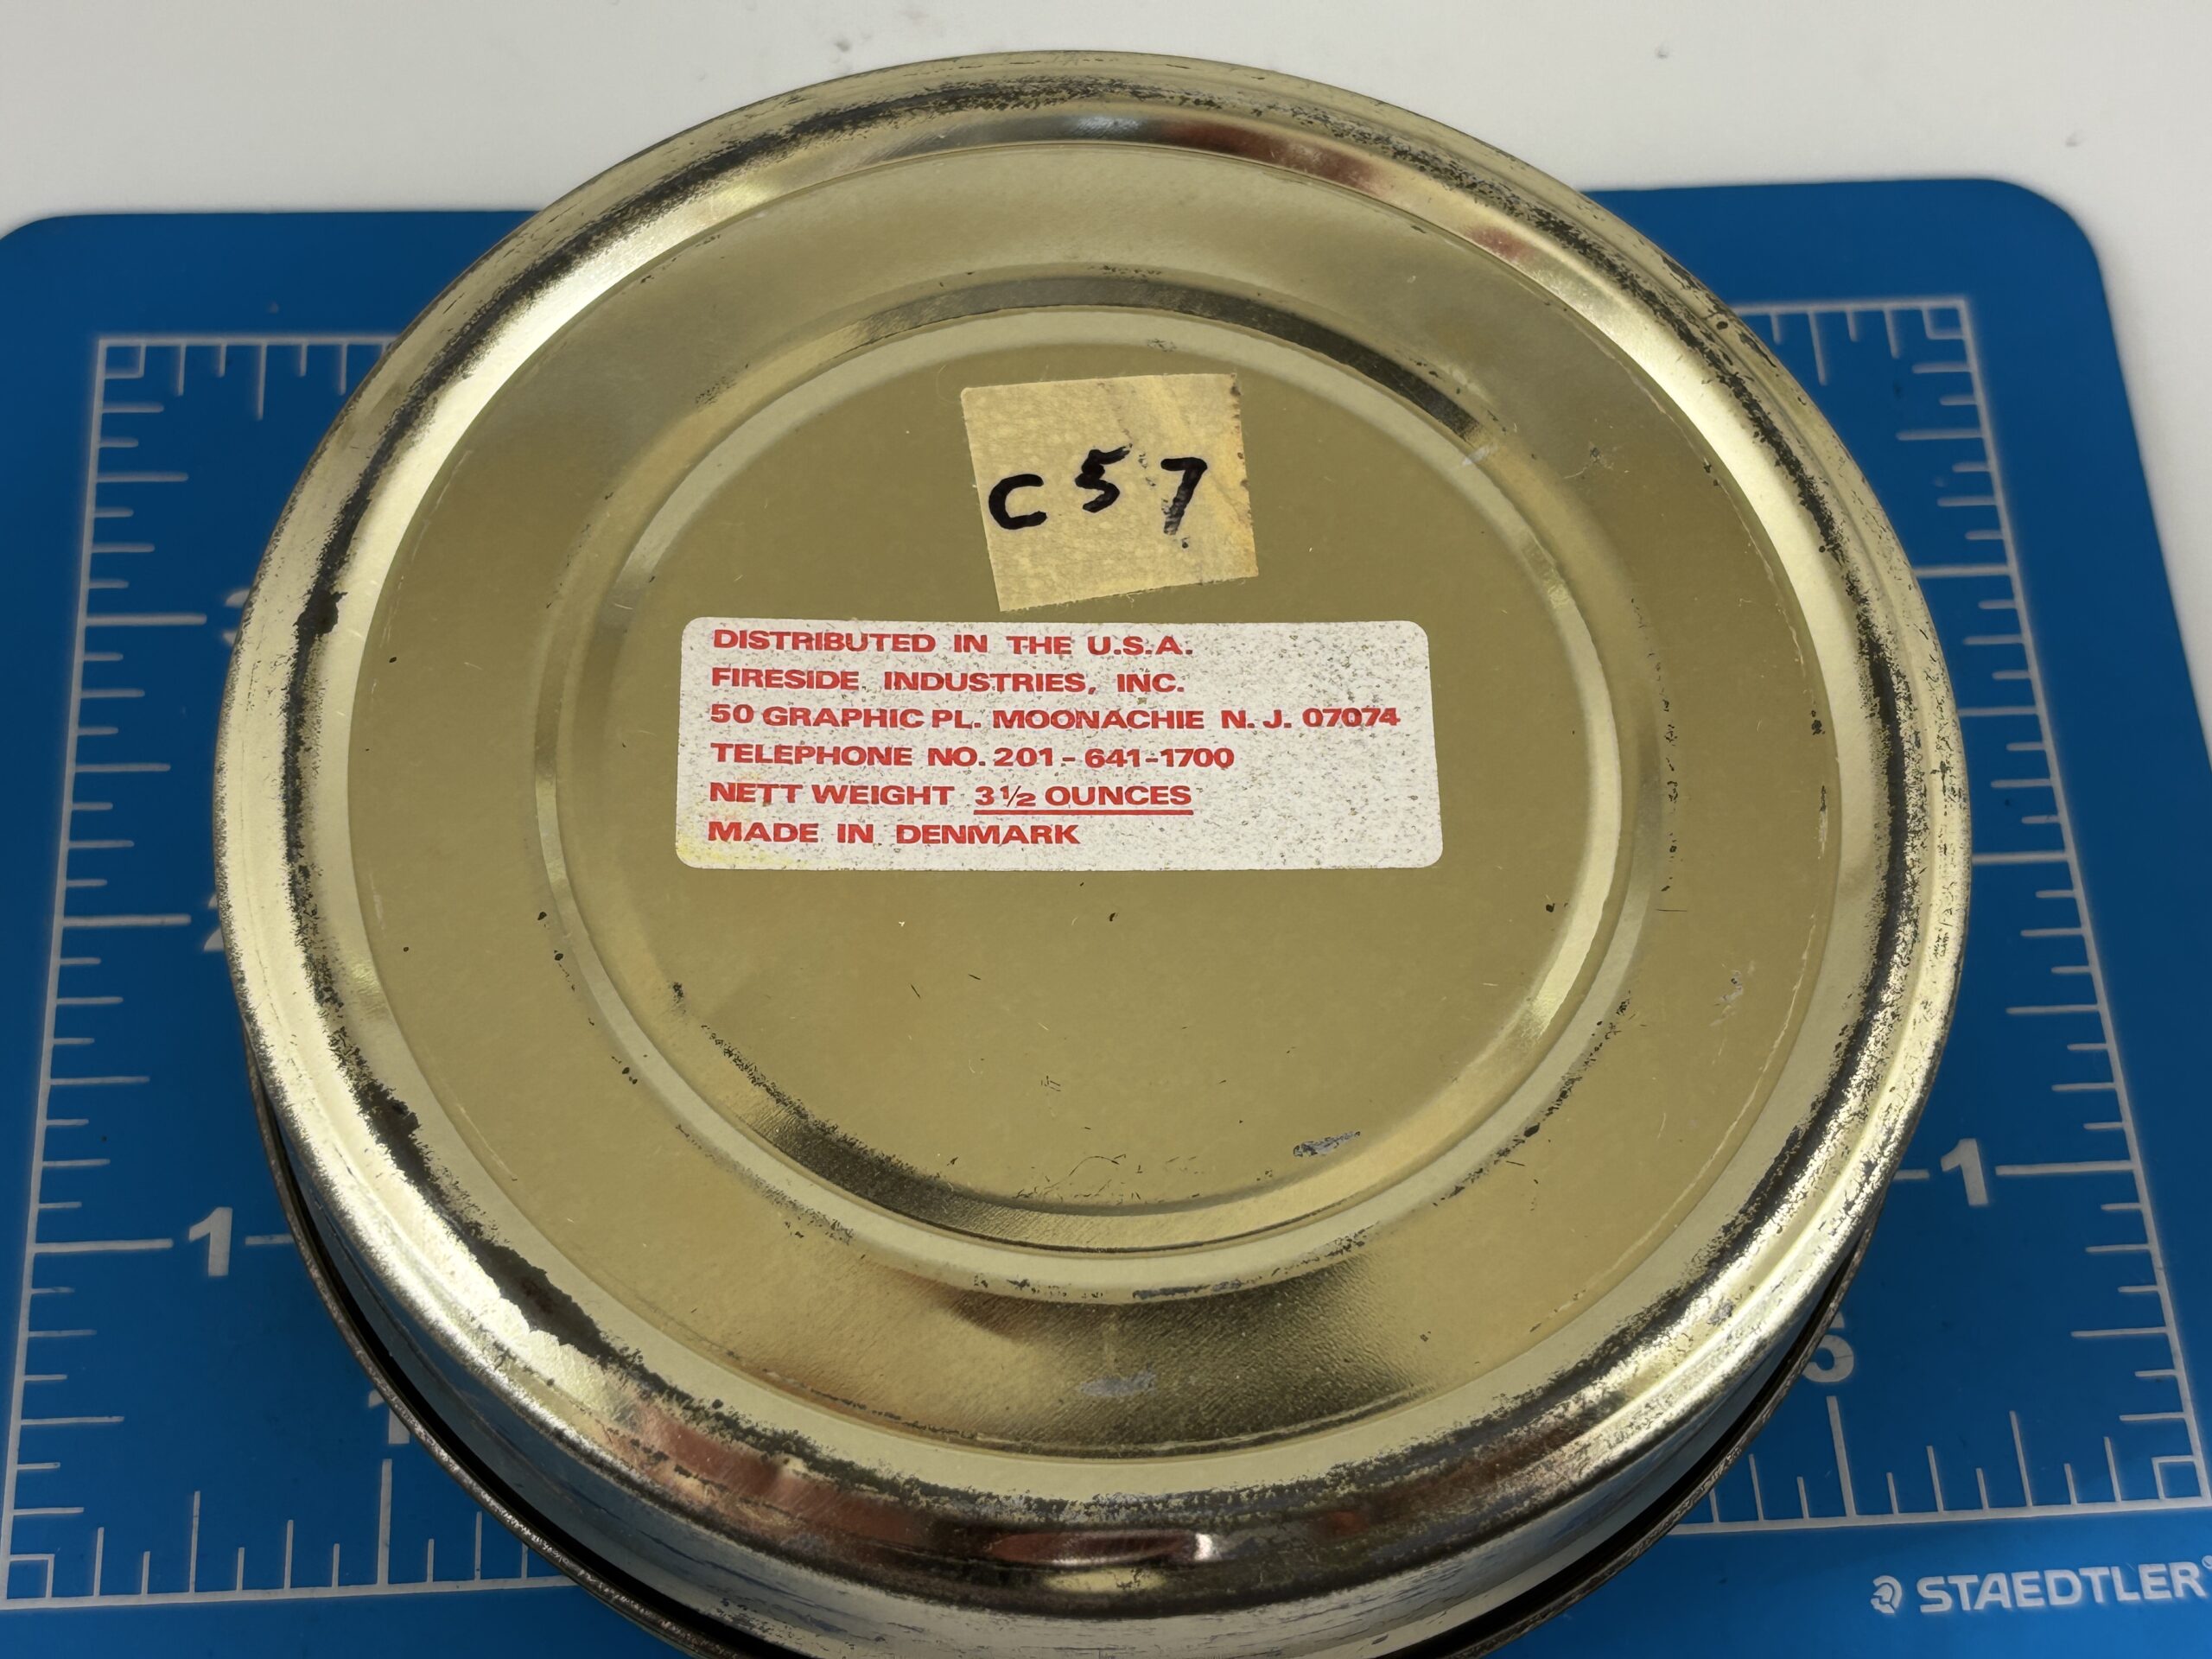 C57
DISTRIBUTED IN THE U.S.A.
FIRESIDE INDUSTRIES, INC.
50 GRAPHIC PL. MOONACHIE N. J. 07074
TELEPHONE NO. 201-641-1700
NETT WEIGHT 3½ OUNCES
MADE IN DENMARK
1
1
5
STAEDTLER